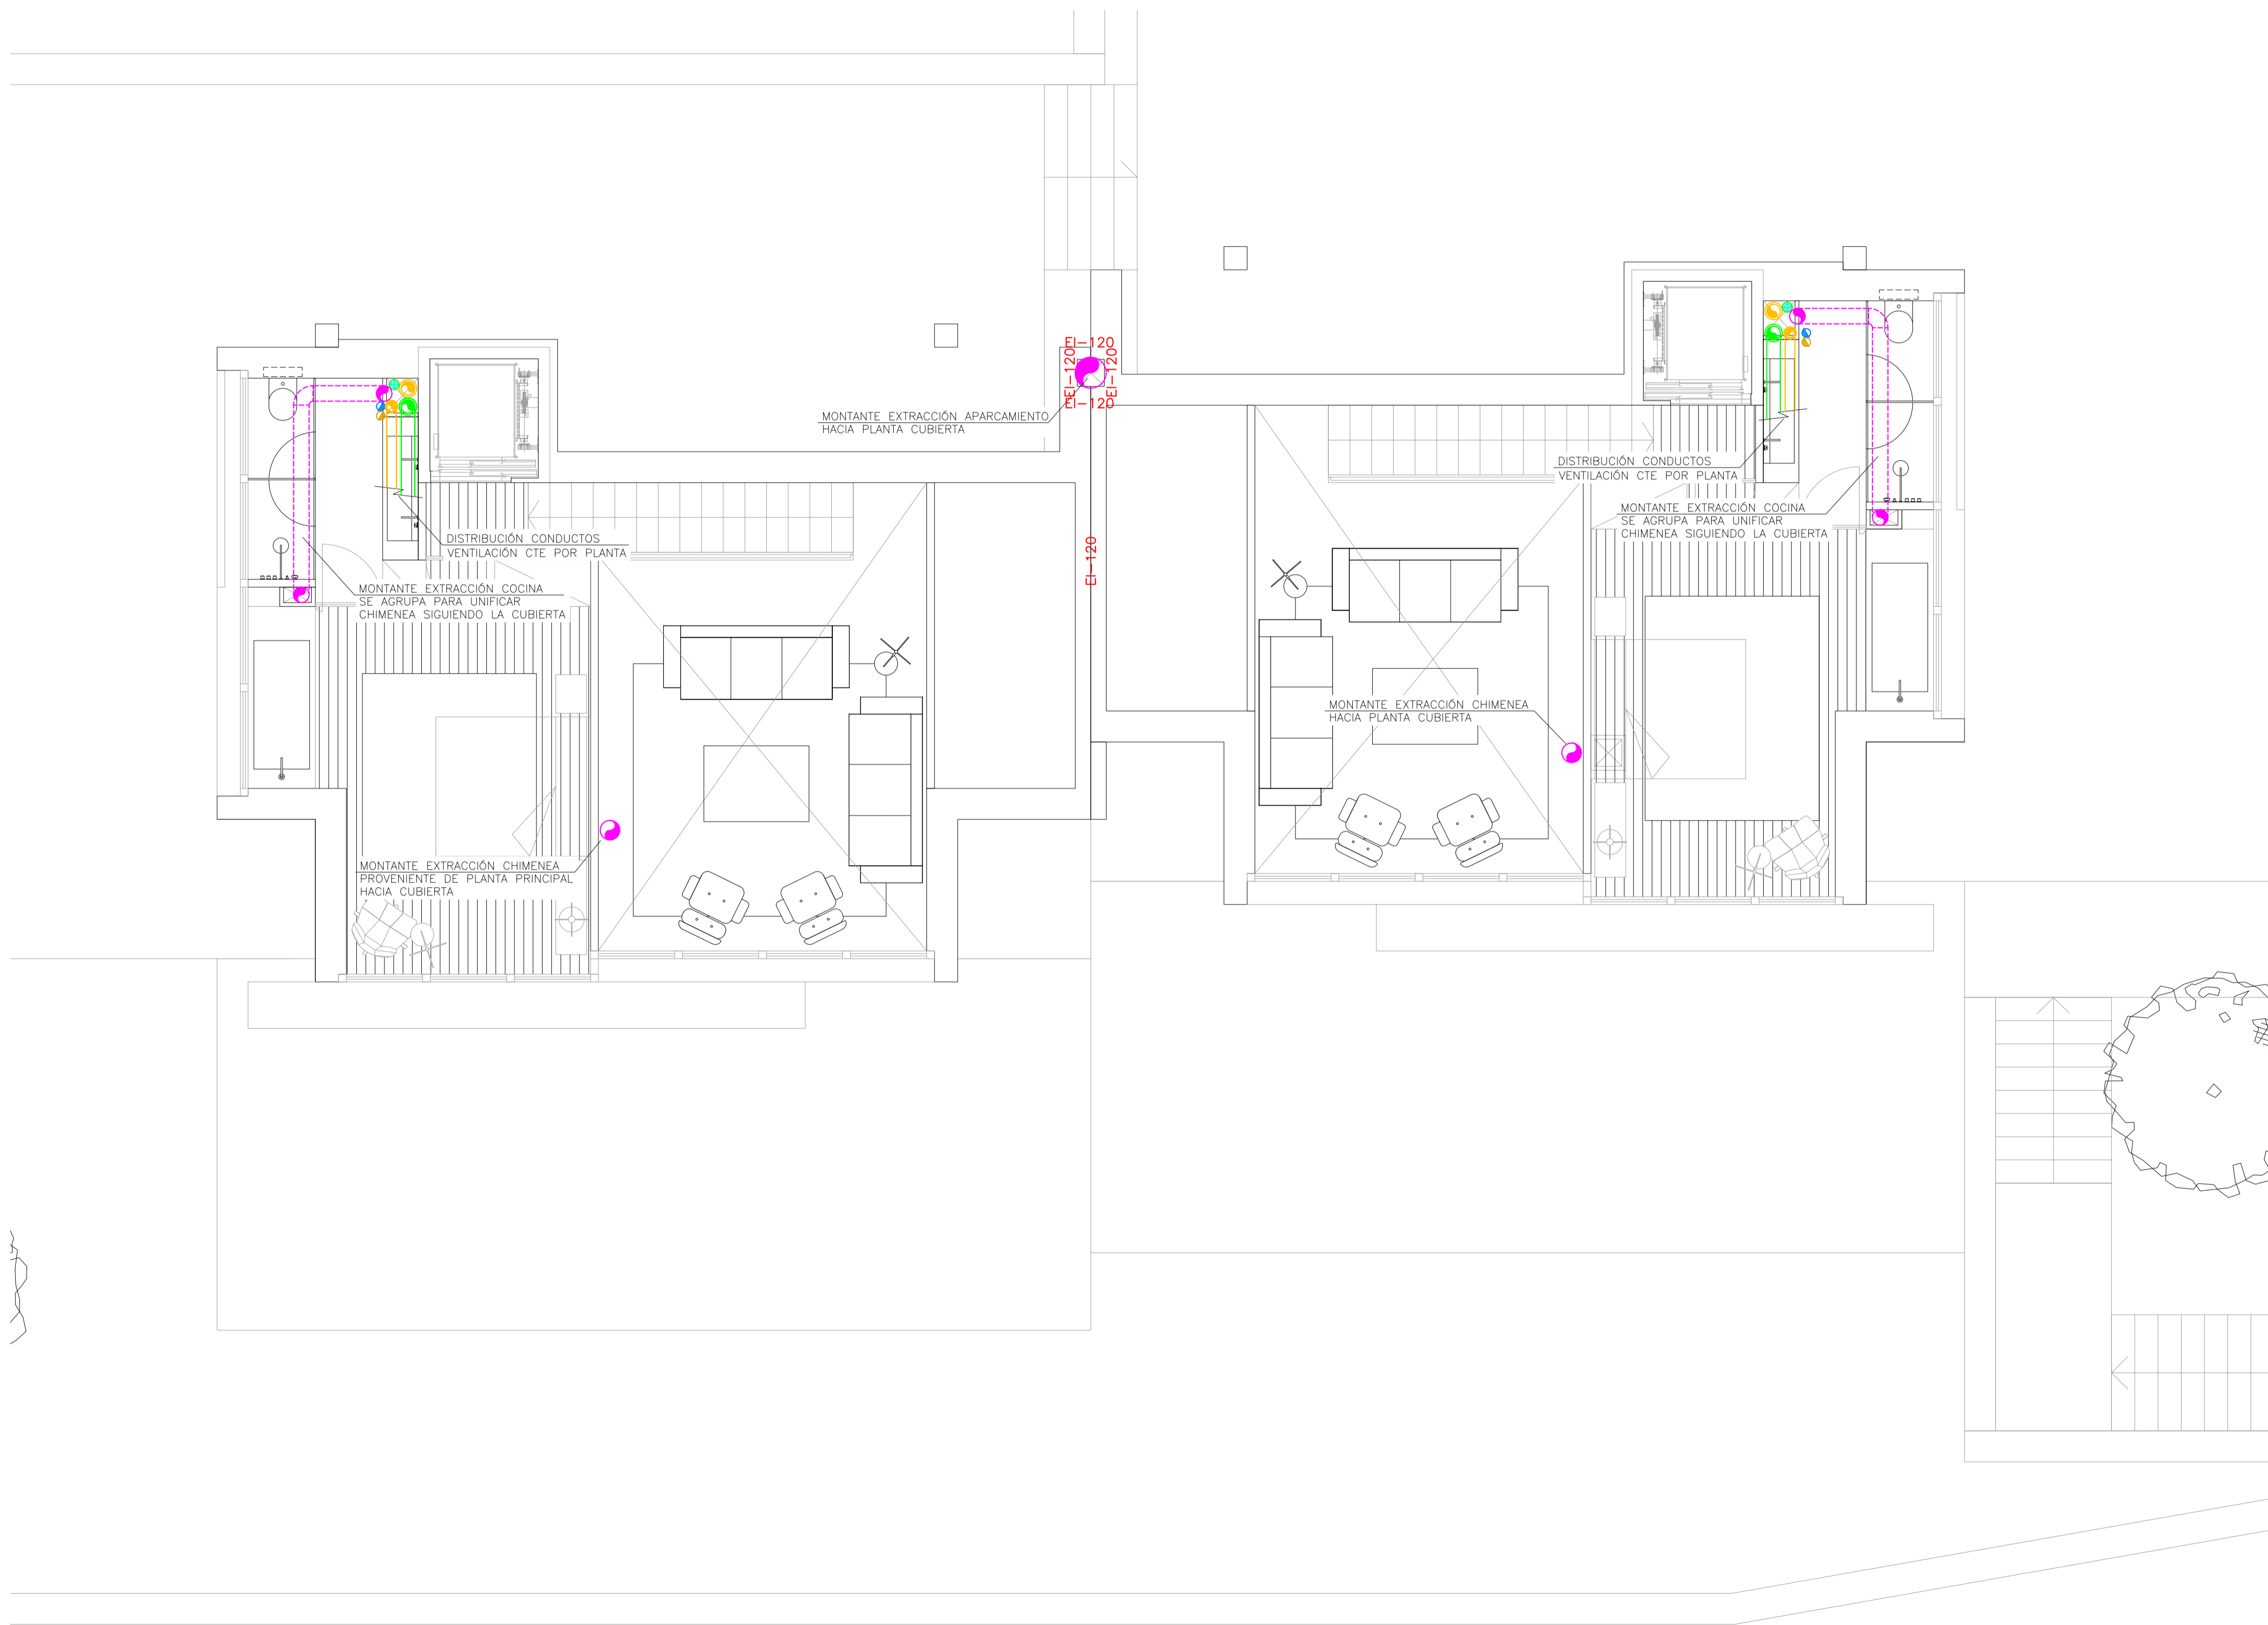 EI-120
EI-120
EI-120
EI-120
MONTANTE EXTRACCIÓN APARCAMIENTO
HACIA PLANTA CUBIERTA
DISTRIBUCIÓN CONDUCTOS
VENTILACIÓN CTE POR PLANTA
MONTANTE EXTRACCIÓN COCINA
SE AGRUPA PARA UNIFICAR
CHIMENEA SIGUIENDO LA CUBIERTA
DISTRIBUCIÓN CONDUCTOS
VENTILACIÓN CTE POR PLANTA
EI-120
MONTANTE EXTRACCIÓN COCINA
SE AGRUPA PARA UNIFICAR
CHIMENEA SIGUIENDO LA CUBIERTA
MONTANTE EXTRACCIÓN CHIMENEA
HACIA PLANTA CUBIERTA
MONTANTE EXTRACCIÓN CHIMENEA
PROVENIENTE DE PLANTA PRINCIPAL
HACIA CUBIERTA